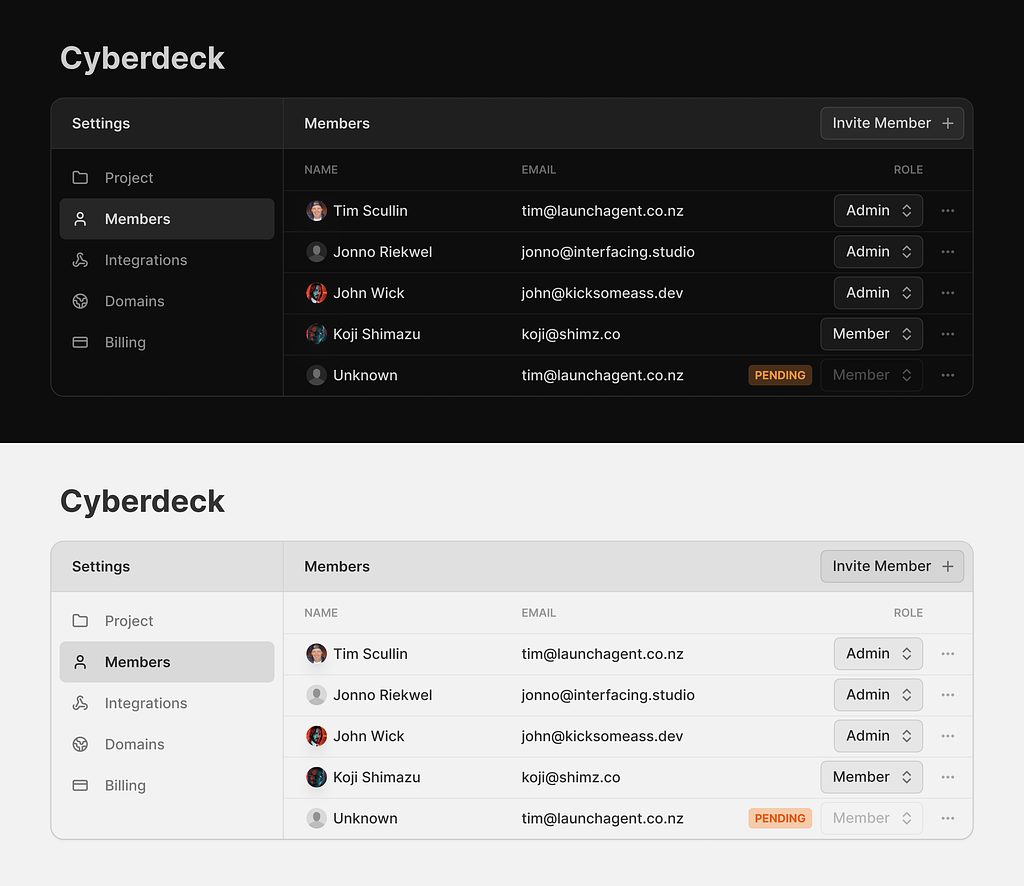 Cyberdeck
Settings
Members
Invite Member
Project
Members
Integrations
Domains
Billing
NAME EMAIL ROLE
Tim Scullin tim@launchagent.co.nz Admin
Jonno Riekwel jonno@interfacing.studio Admin
John Wick john@kicksomeass.dev Admin
Koji Shimazu koji@shimz.co Member
Unknown tim@launchagent.co.nz PENDING Member
Cyberdeck
Settings
Members
Invite Member
Project
Members
Integrations
Domains
Billing
NAME EMAIL ROLE
Tim Scullin tim@launchagent.co.nz Admin
Jonno Riekwel jonno@interfacing.studio Admin
John Wick john@kicksomeass.dev Admin
Koji Shimazu koji@shimz.co Member
Unknown tim@launchagent.co.nz PENDING Member